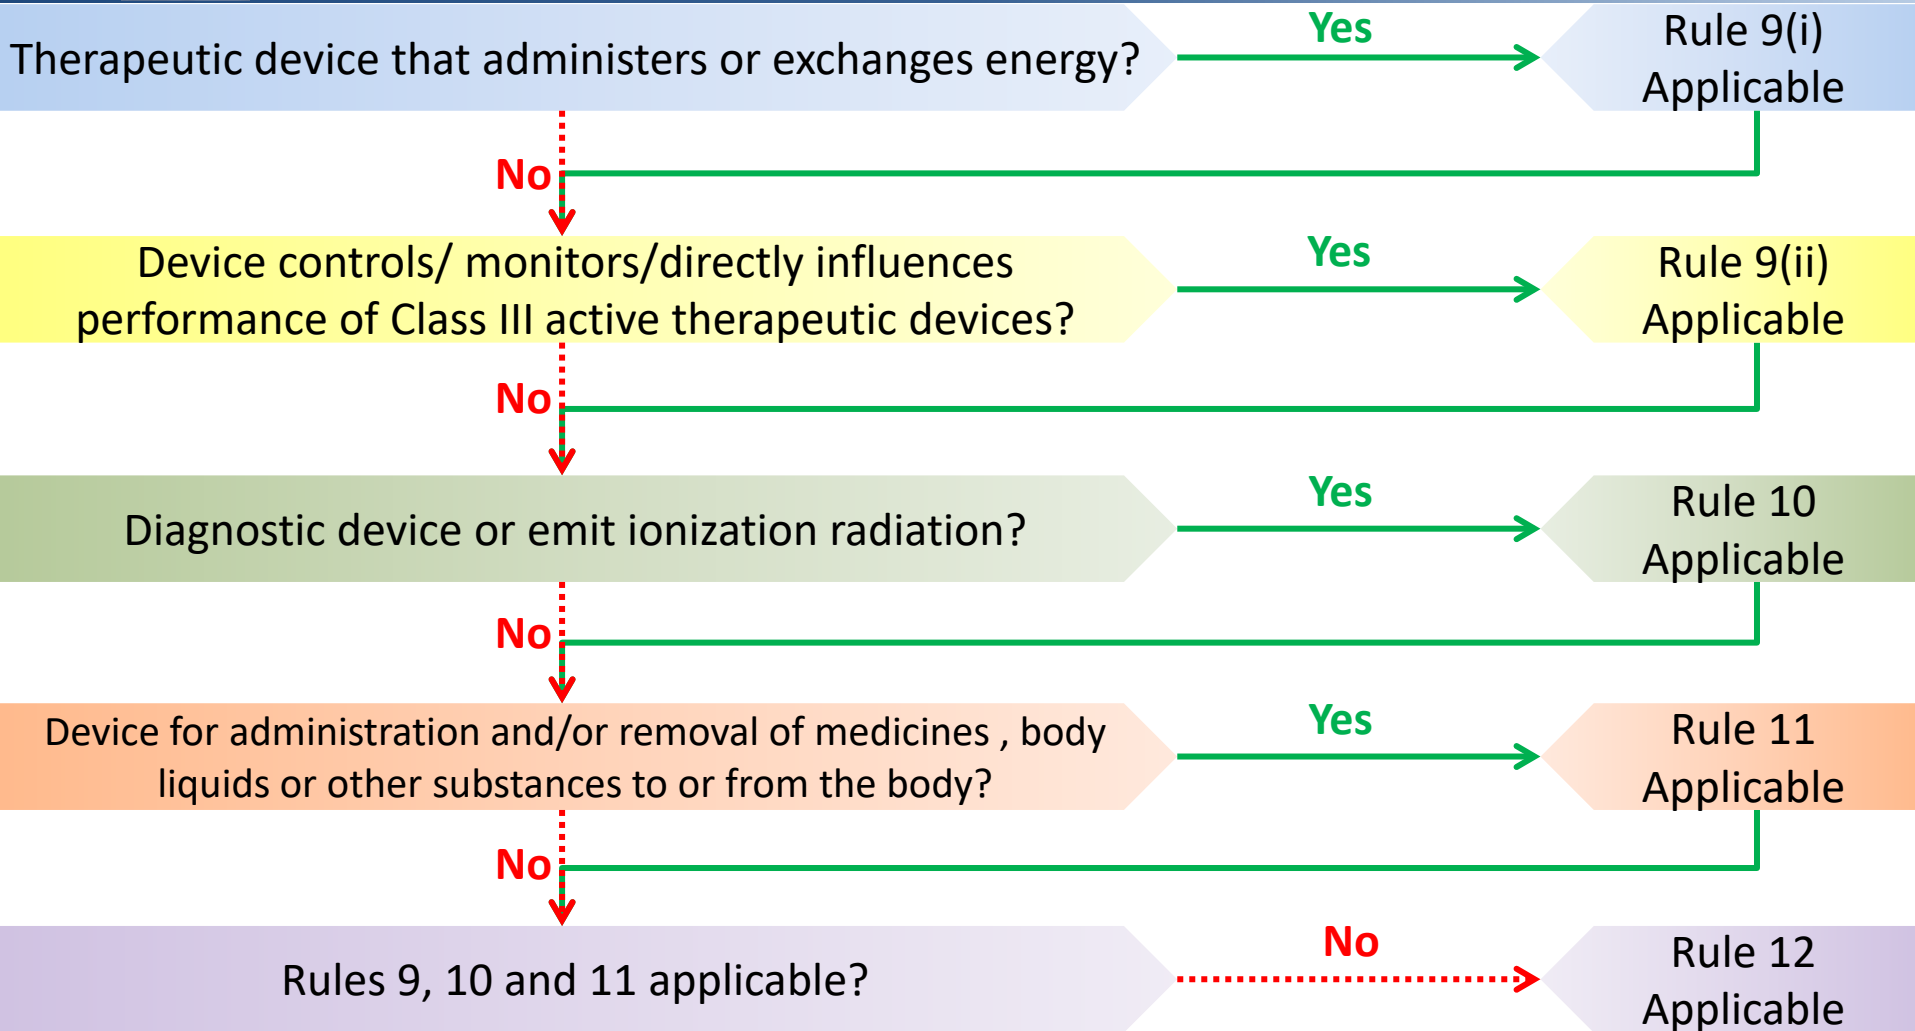 Therapeutic device that administers or exchanges energy?
Yes
Rule 9(i)
Applicable
No
Device controls/ monitors/directly influences
performance of Class III active therapeutic devices?
Yes
Rule 9(ii)
Applicable
No
Diagnostic device or emit ionization radiation?
Yes
Rule 10
Applicable
No
Device for administration and/or removal of medicines , body
liquids or other substances to or from the body?
Yes
Rule 11
Applicable
No
Rules 9, 10 and 11 applicable?
No
Rule 12
Applicable